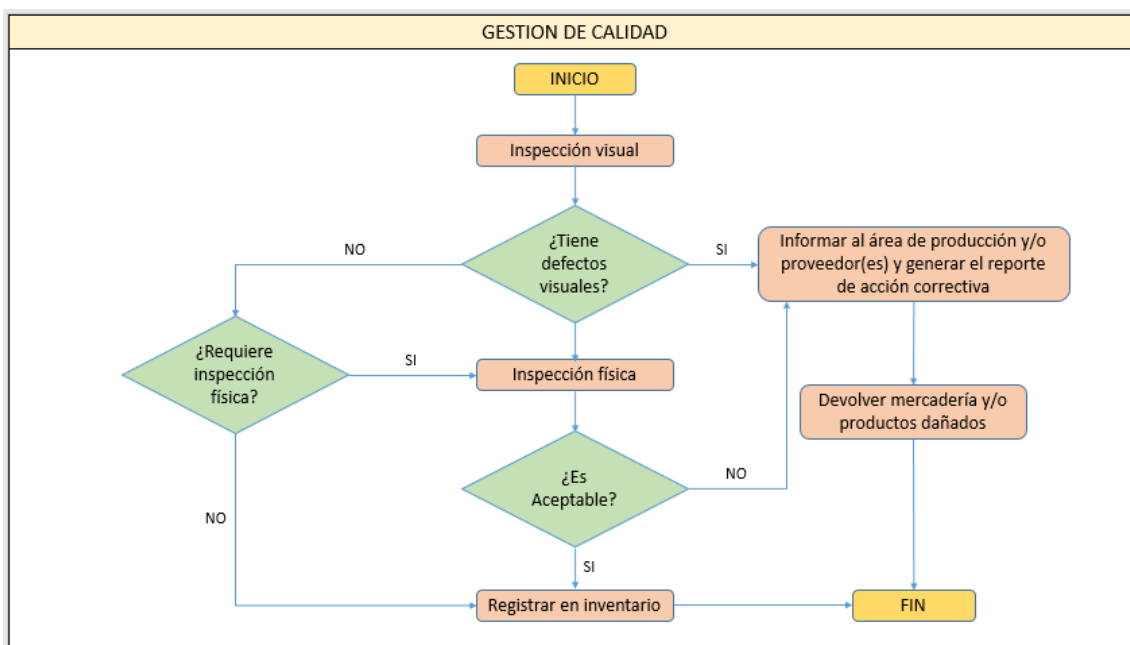 GESTION DE CALIDAD
INICIO
Inspección visual
¿Tiene
defectos
visuales?
NO
SI
Informar al área de producción y/o
proveedor(es) y generar el reporte
de acción correctiva
¿Requiere
inspección
física?
SI
Inspección física
Devolver mercadería y/o
productos dañados
¿Es
Aceptable?
NO
NO
SI
Registrar en inventario
FIN